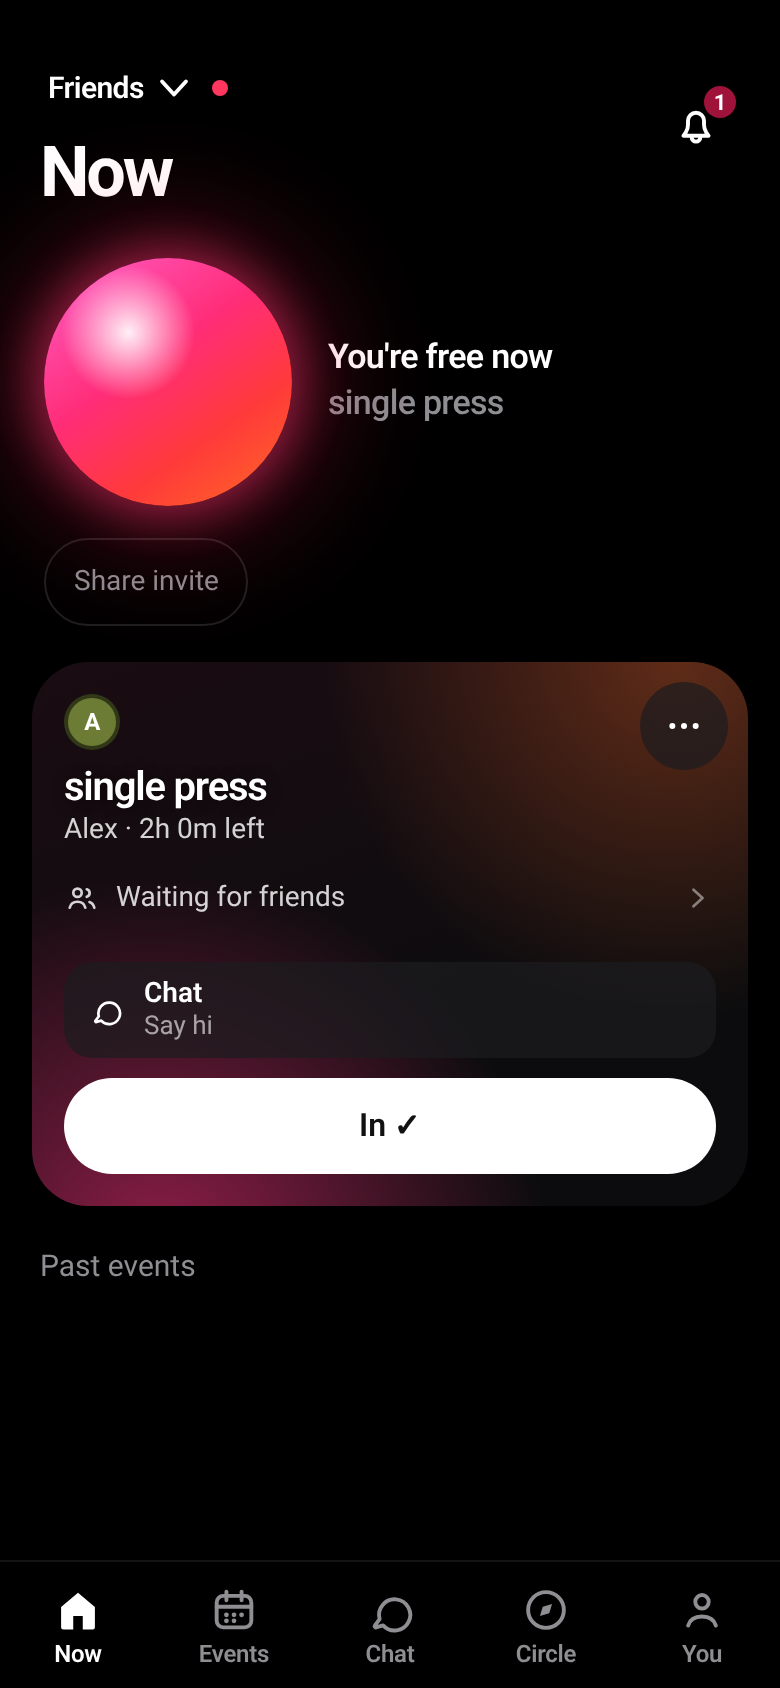 Friends
1
Now
You're free now
single press
Share invite
A
single press
Alex · 2h 0m left
Waiting for friends
Chat
Say hi
In ✓
Past events
Now
Events
Chat
Circle
You